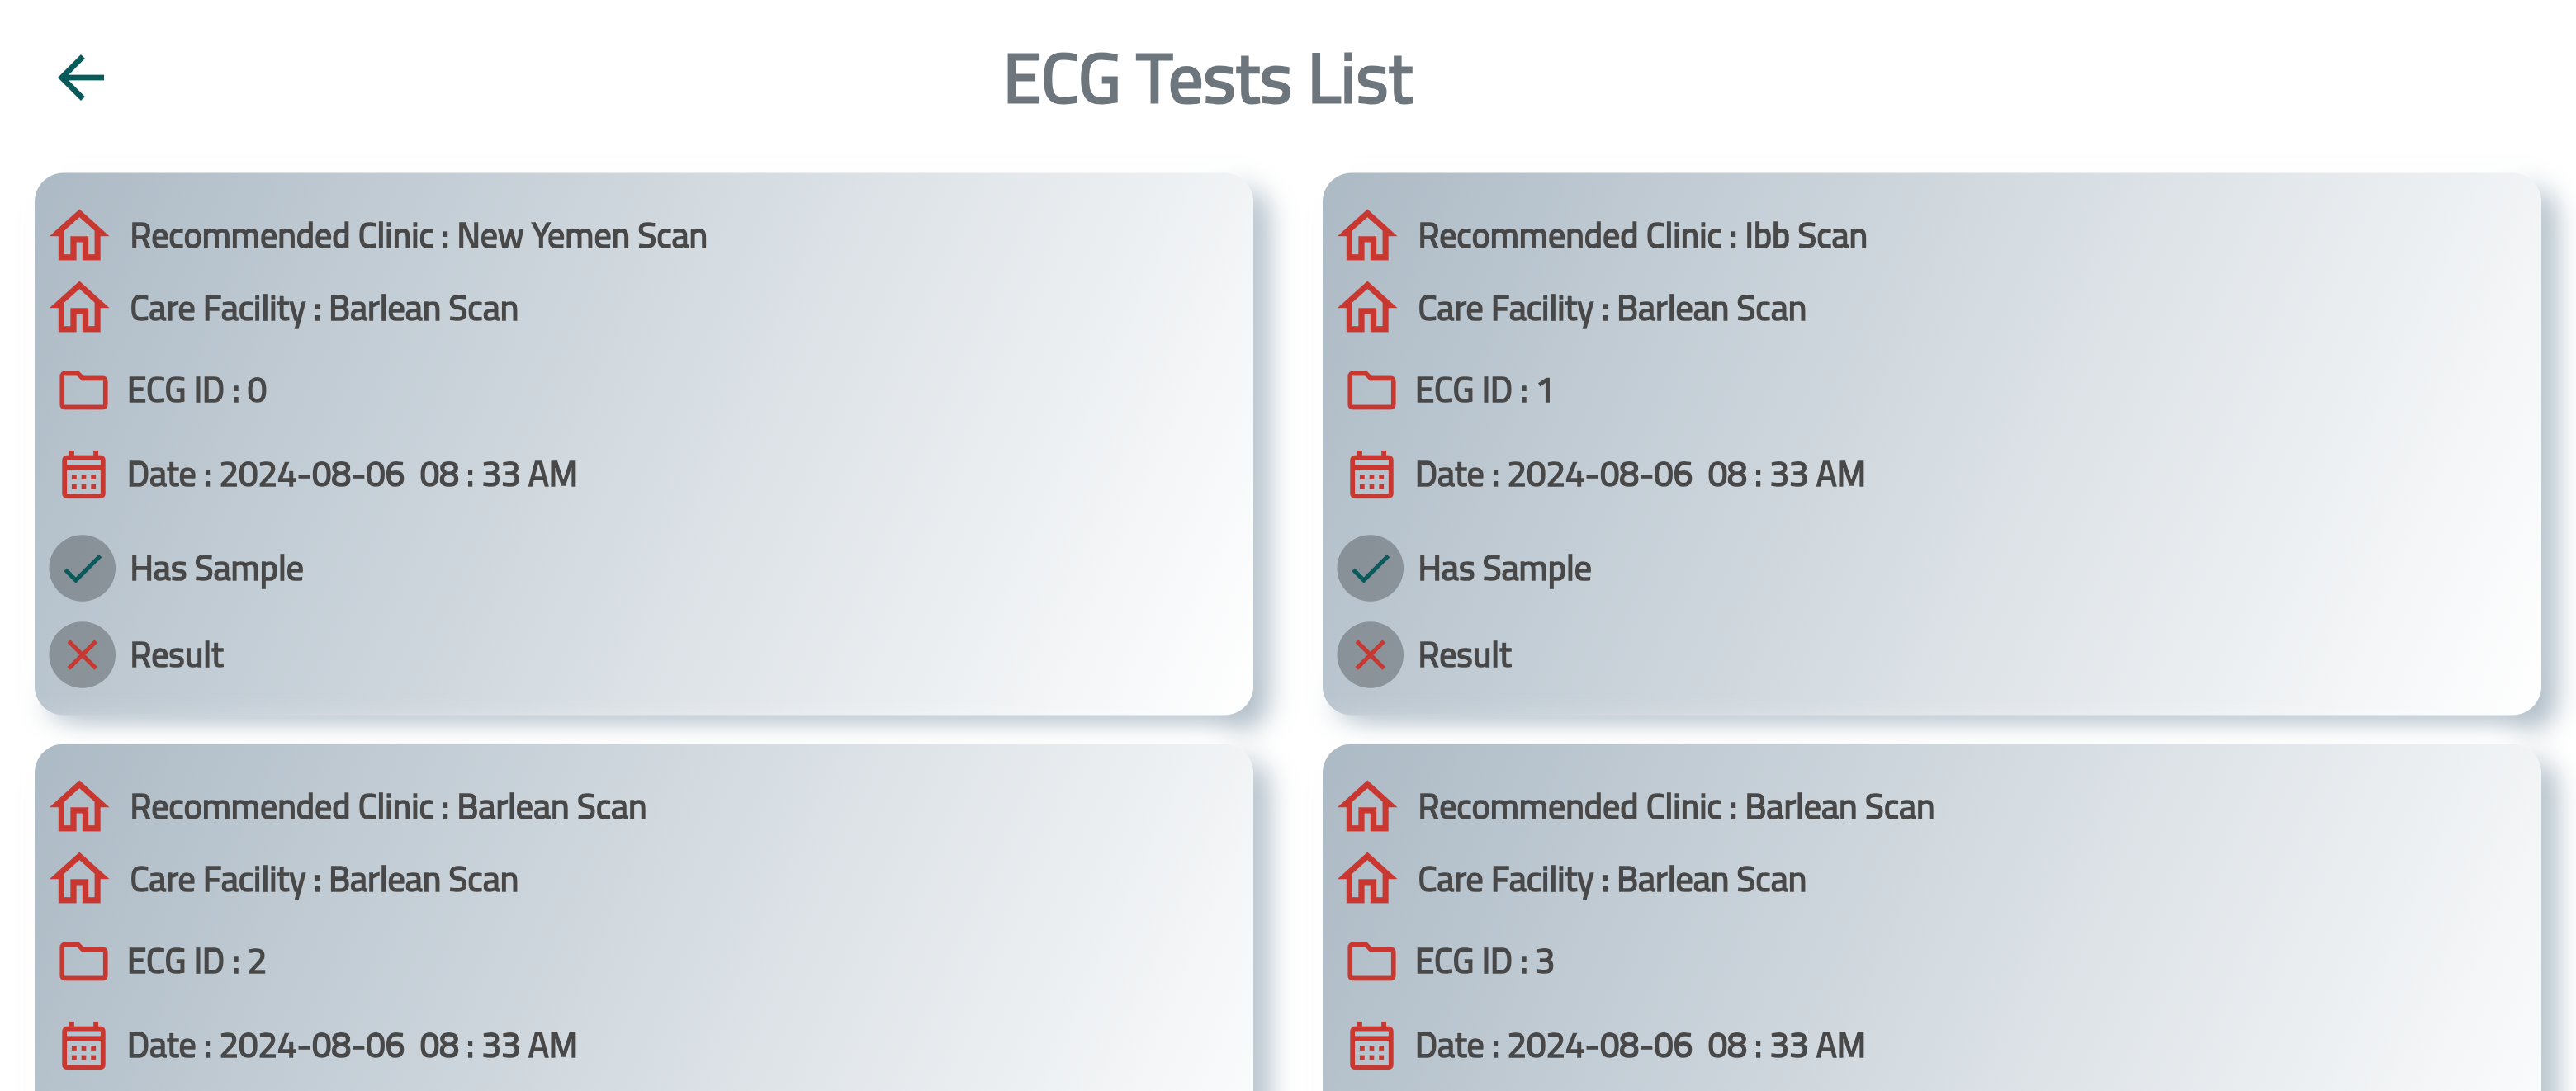 ECG Tests List
Recommended Clinic : New Yemen Scan
Care Facility : Barlean Scan
ECG ID : 0
Date : 2024-08-06 08 : 33 AM
Has Sample
Result
Recommended Clinic : Ibb Scan
Care Facility : Barlean Scan
ECG ID : 1
Date : 2024-08-06 08 : 33 AM
Has Sample
Result
Recommended Clinic : Barlean Scan
Care Facility : Barlean Scan
ECG ID : 2
Date : 2024-08-06 08 : 33 AM
Recommended Clinic : Barlean Scan
Care Facility : Barlean Scan
ECG ID : 3
Date : 2024-08-06 08 : 33 AM